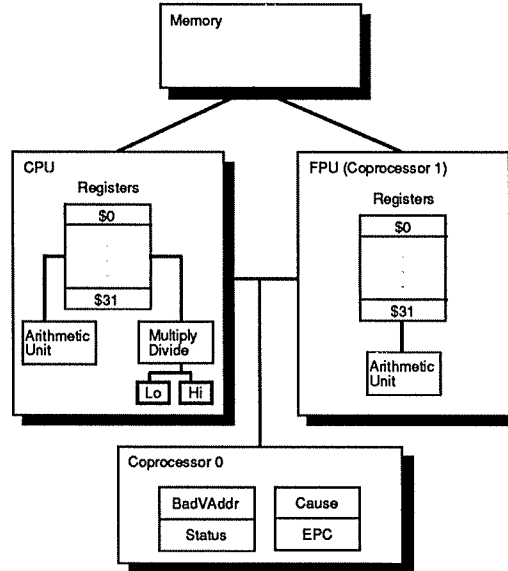 Memory
CPU
Registers
$0
$31
Arithmetic
Unit
Multiply
Divide
Lo
Hi
FPU (Coprocessor 1)
Registers
$0
$31
Arithmetic
Unit
Coprocessor 0
BadVAddr
Cause
Status
EPC